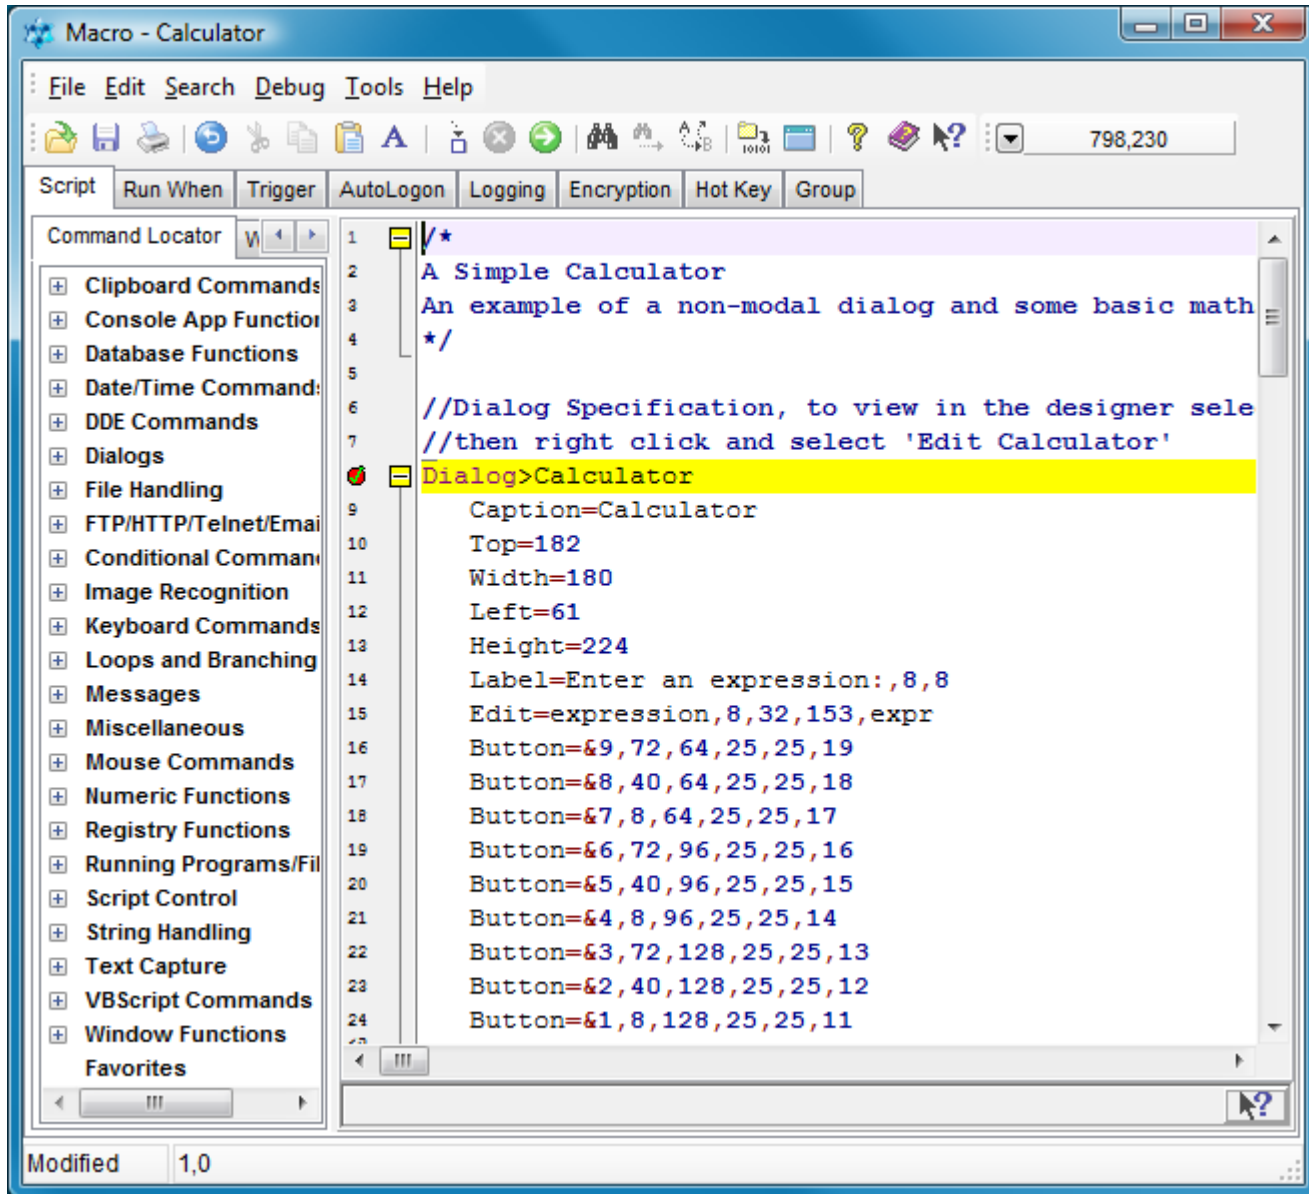 Macro - Calculator
File Edit Search Debug Tools Help
798,230
Script Run When Trigger AutoLogon Logging Encryption Hot Key Group
Command Locator
Clipboard Commands
Console App Function
Database Functions
Date/Time Command
DDE Commands
Dialogs
File Handling
FTP/HTTP/Telnet/Emai
Conditional Comman
Image Recognition
Keyboard Commands
Loops and Branching
Messages
Miscellaneous
Mouse Commands
Numeric Functions
Registry Functions
Running Programs/Fil
Script Control
String Handling
Text Capture
VBScript Commands
Window Functions
Favorites
1 /*
2 A Simple Calculator
3 An example of a non-modal dialog and some basic math
4 */
5
6 //Dialog Specification, to view in the designer sele
7 //then right click and select 'Edit Calculator'
Dialog>Calculator
9 Caption=Calculator
10 Top=182
11 Width=180
12 Left=61
13 Height=224
14 Label=Enter an expression:,8,8
15 Edit=expression,8,32,153,expr
16 Button=&9,72,64,25,25,19
17 Button=&8,40,64,25,25,18
18 Button=&7,8,64,25,25,17
19 Button=&6,72,96,25,25,16
20 Button=&5,40,96,25,25,15
21 Button=&4,8,96,25,25,14
22 Button=&3,72,128,25,25,13
23 Button=&2,40,128,25,25,12
24 Button=&1,8,128,25,25,11
Modified 1,0